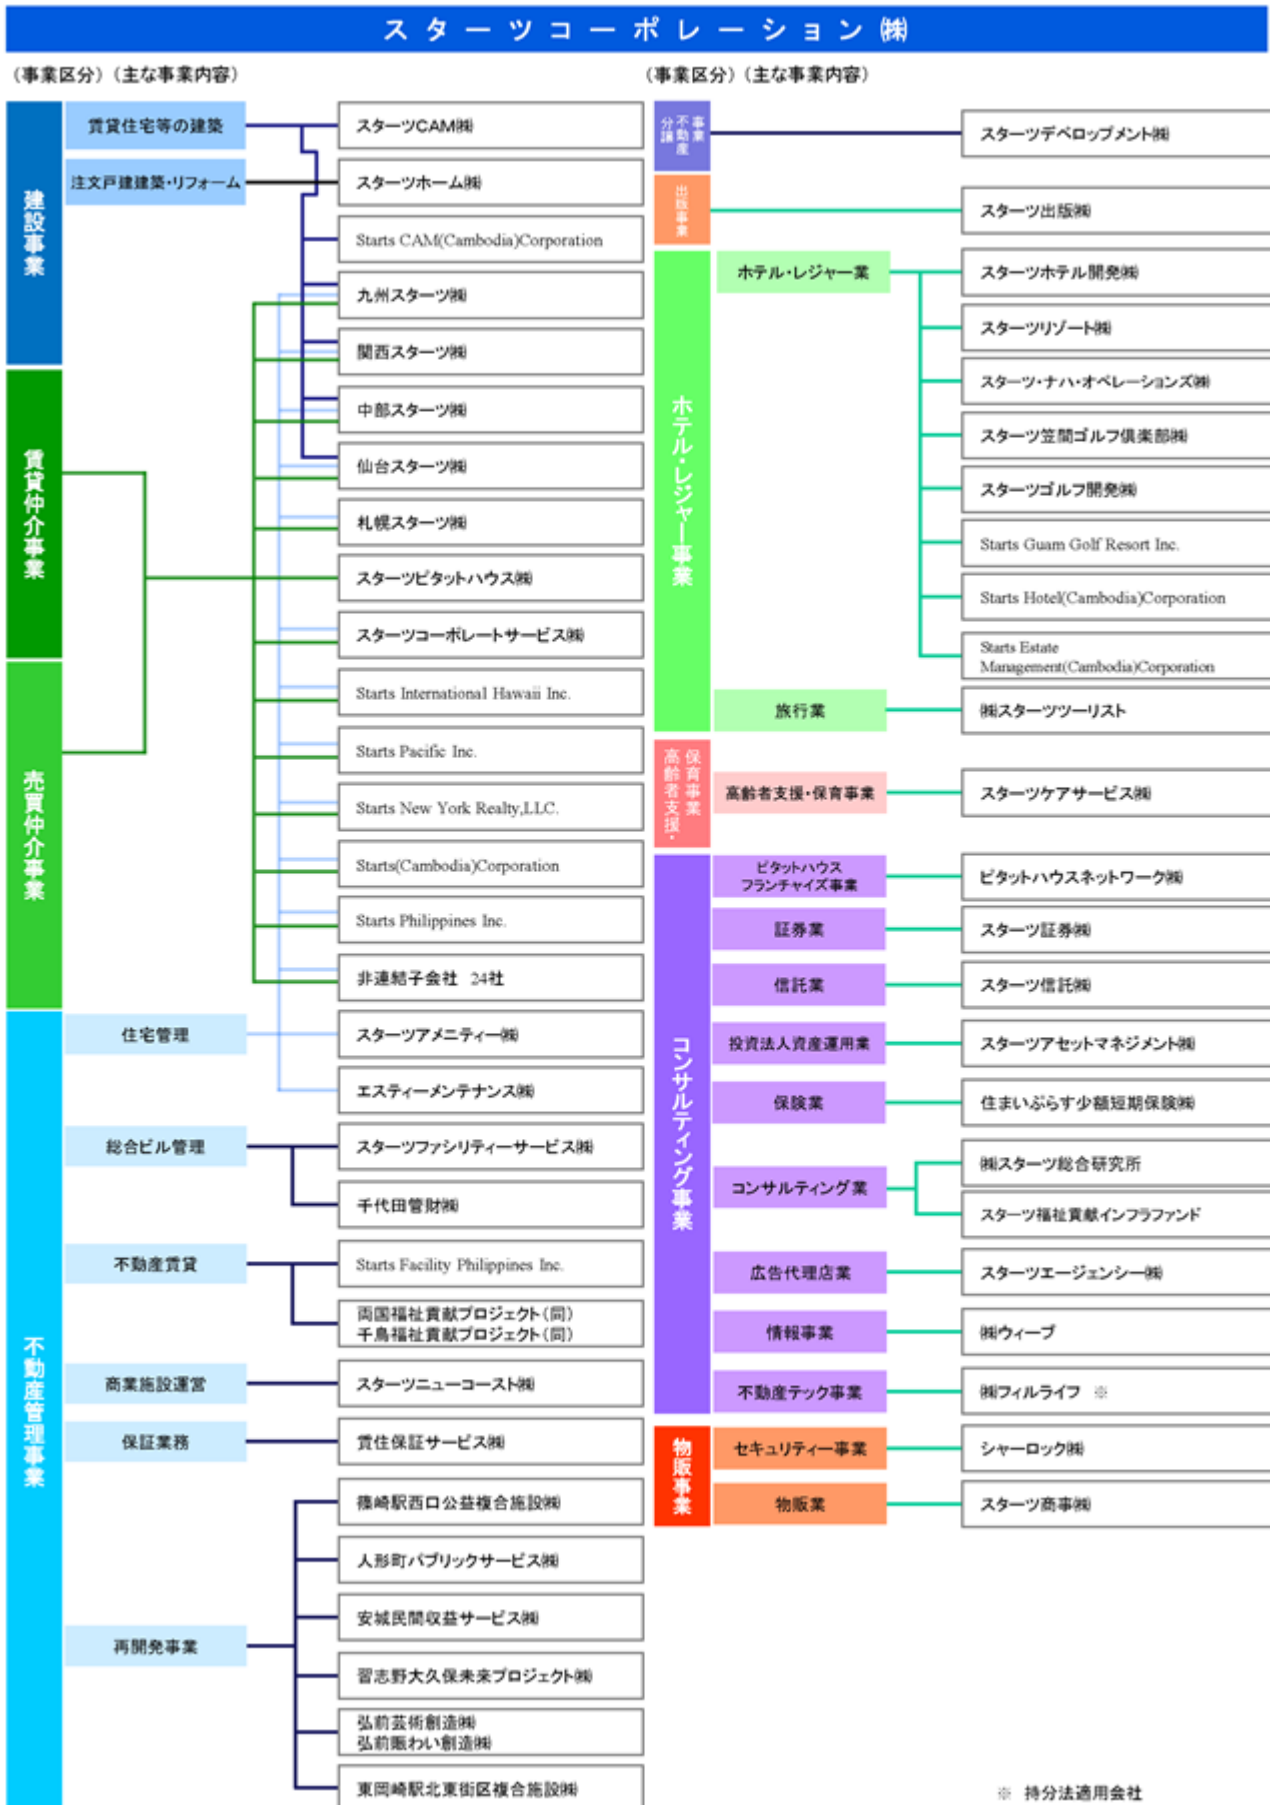 スターツコーポレーション㈱
（事業区分）（主な事業内容）
建設事業
賃貸住宅等の建築
スターツCAM㈱
注文戸建建築・リフォーム
スターツホーム㈱
Starts CAM(Cambodia)Corporation
九州スターツ㈱
関西スターツ㈱
中部スターツ㈱
仙台スターツ㈱
札幌スターツ㈱
賃貸仲介事業
売買仲介事業
スターツピタットハウス㈱
スターツコーポレートサービス㈱
Starts International Hawaii Inc.
Starts Pacific Inc.
Starts New York Realty,LLC.
Starts(Cambodia)Corporation
Starts Philippines Inc.
非連結子会社 24社
不動産管理事業
住宅管理
スターツアメニティー㈱
エスティーメンテナンス㈱
総合ビル管理
スターツファシリティーサービス㈱
千代田管財㈱
不動産賃貸
Starts Facility Philippines Inc.
両国福祉貢献プロジェクト（同）
千鳥福祉貢献プロジェクト（同）
商業施設運営
スターツニューコースト㈱
保証業務
賃住保証サービス㈱
再開発事業
篠崎駅西口公益複合施設㈱
人形町パブリックサービス㈱
安城民間収益サービス㈱
習志野大久保未来プロジェクト㈱
弘前芸術創造㈱
弘前賑わい創造㈱
東岡崎駅北東街区複合施設㈱
（事業区分）（主な事業内容）
分譲
不動産
事業
スターツデベロップメント㈱
出版事業
スターツ出版㈱
ホテル・レジャー事業
ホテル・レジャー業
スターツホテル開発㈱
スターツリゾート㈱
スターツ・ナハ・オペレーションズ㈱
スターツ笠間ゴルフ倶楽部㈱
スターツゴルフ開発㈱
Starts Guam Golf Resort Inc.
Starts Hotel(Cambodia)Corporation
Starts Estate
Management(Cambodia)Corporation
旅行業
㈱スターツツーリスト
高齢者支援・
保育事業
高齢者支援・保育事業
スターツケアサービス㈱
コンサルティング事業
ピタットハウス
フランチャイズ事業
ピタットハウスネットワーク㈱
証券業
スターツ証券㈱
信託業
スターツ信託㈱
投資法人資産運用業
スターツアセットマネジメント㈱
保険業
住まいぷらす少額短期保険㈱
コンサルティング業
㈱スターツ総合研究所
スターツ福祉貢献インフラファンド
広告代理店業
スターツエージェンシー㈱
情報事業
㈱ウィーブ
不動産テック事業
㈱フィルライフ ※
物販事業
セキュリティー事業
シャーロック㈱
物販業
スターツ商事㈱
※ 持分法適用会社